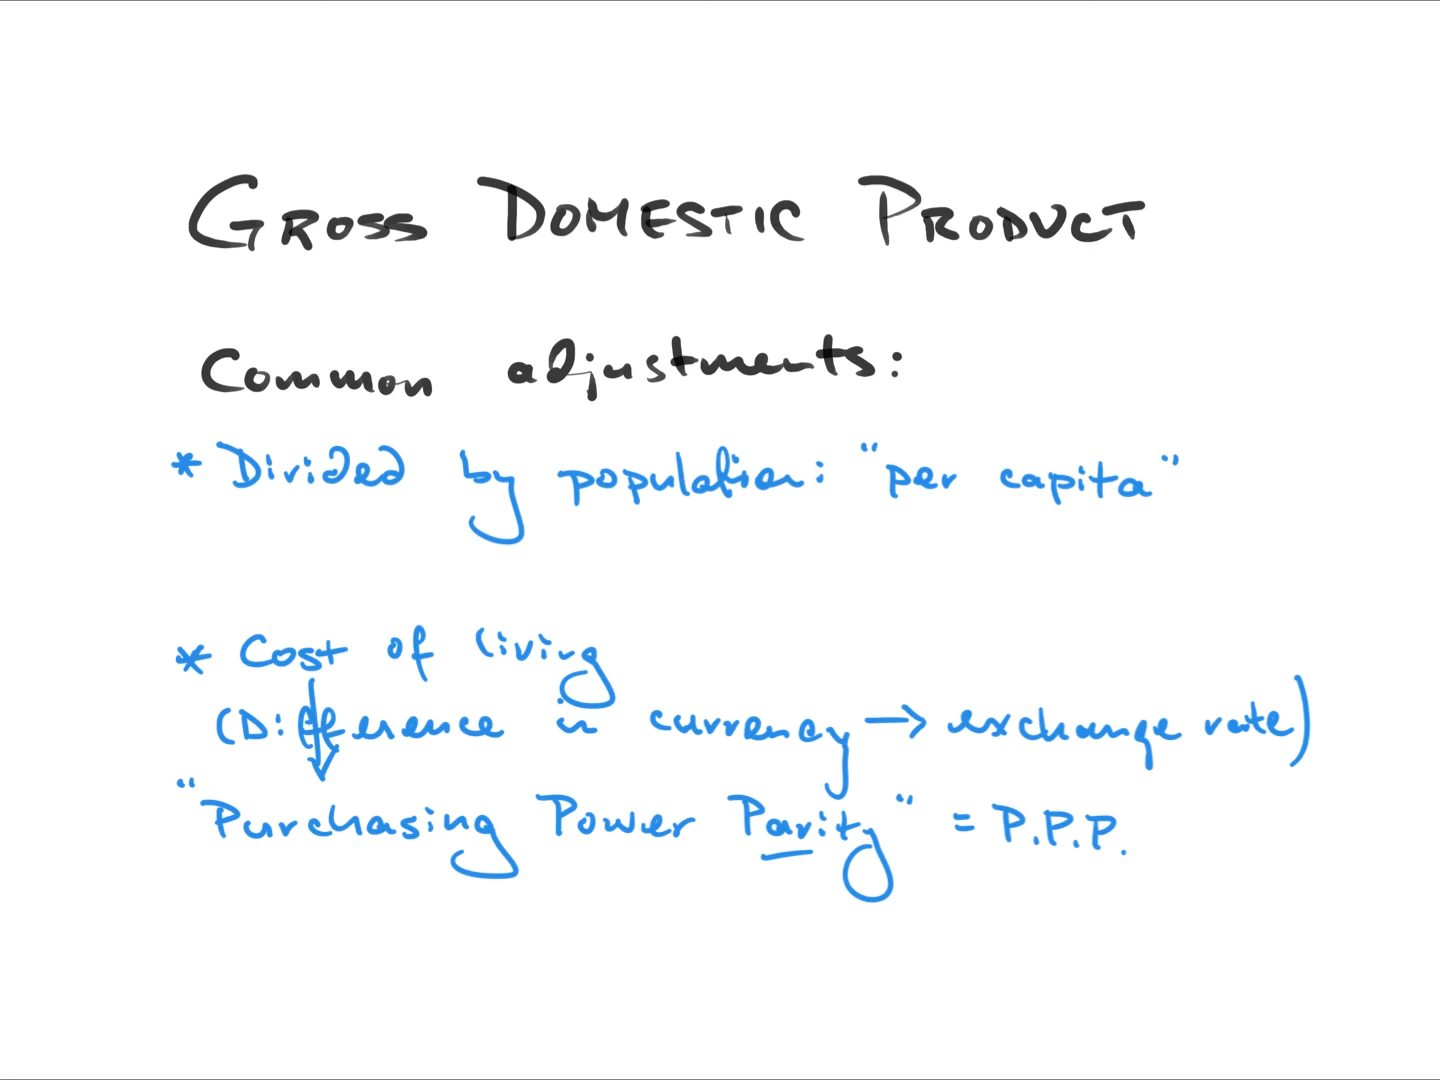 GROSS DOMESTIC PRODUCT
Common adjustments:
* Divided by population: "per capita"
* Cost of living
(Difference in currency → exchange rate)
"Purchasing Power Parity" = P.P.P.